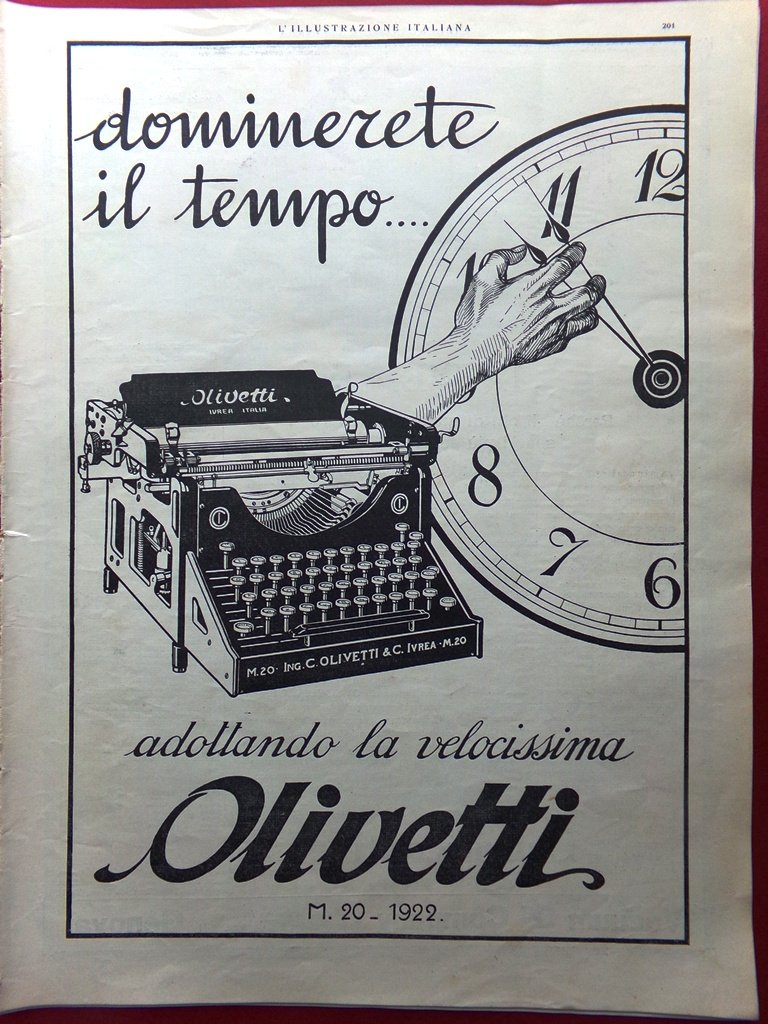 L'ILLUSTRAZIONE ITALIANA 201
dominerete
il tempo....
12
11
1
8
7
6
Olivetti
IVREA ITALIA
M.20 · ING. C. OLIVETTI & C. IVREA · M.20
adottando la velocissima
Olivetti
M. 20 - 1922.